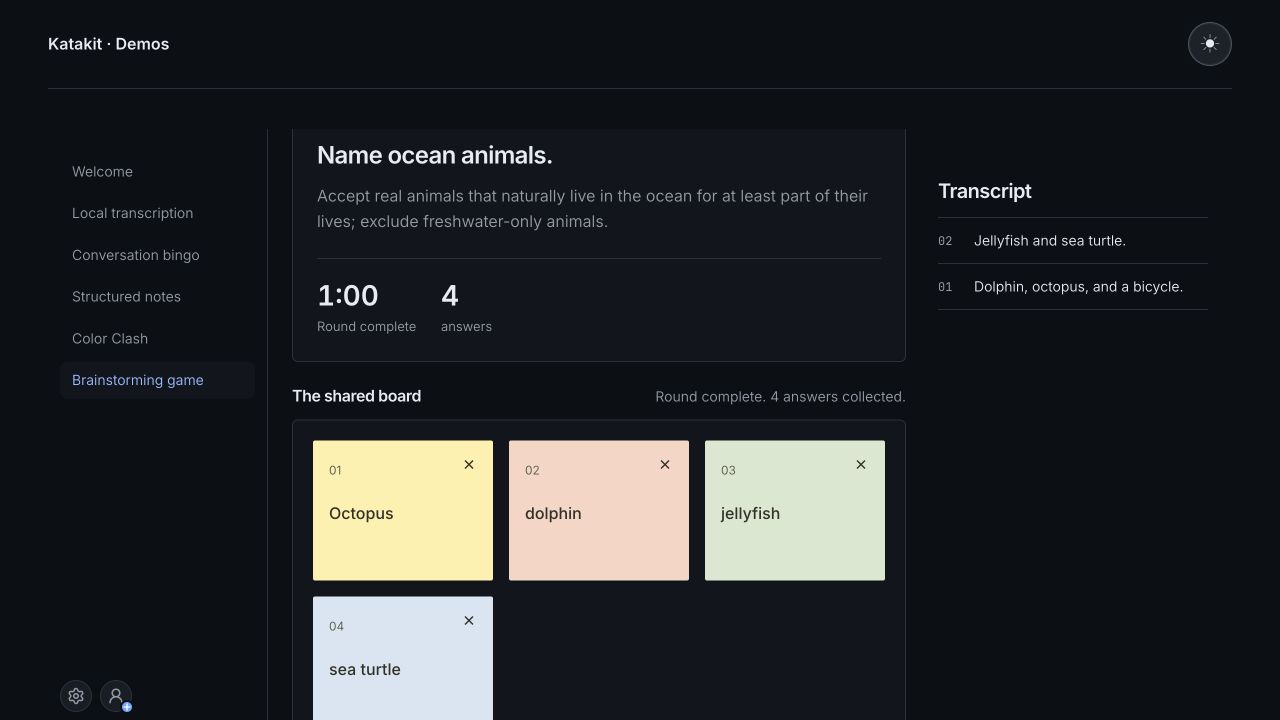 Katakit · Demos
Welcome
Local transcription
Conversation bingo
Structured notes
Color Clash
Brainstorming game
Name ocean animals.
Accept real animals that naturally live in the ocean for at least part of their
lives; exclude freshwater-only animals.
1:00
Round complete
4
answers
The shared board
Round complete. 4 answers collected.
01
Octopus
02
dolphin
03
jellyfish
04
sea turtle
Transcript
02 Jellyfish and sea turtle.
01 Dolphin, octopus, and a bicycle.